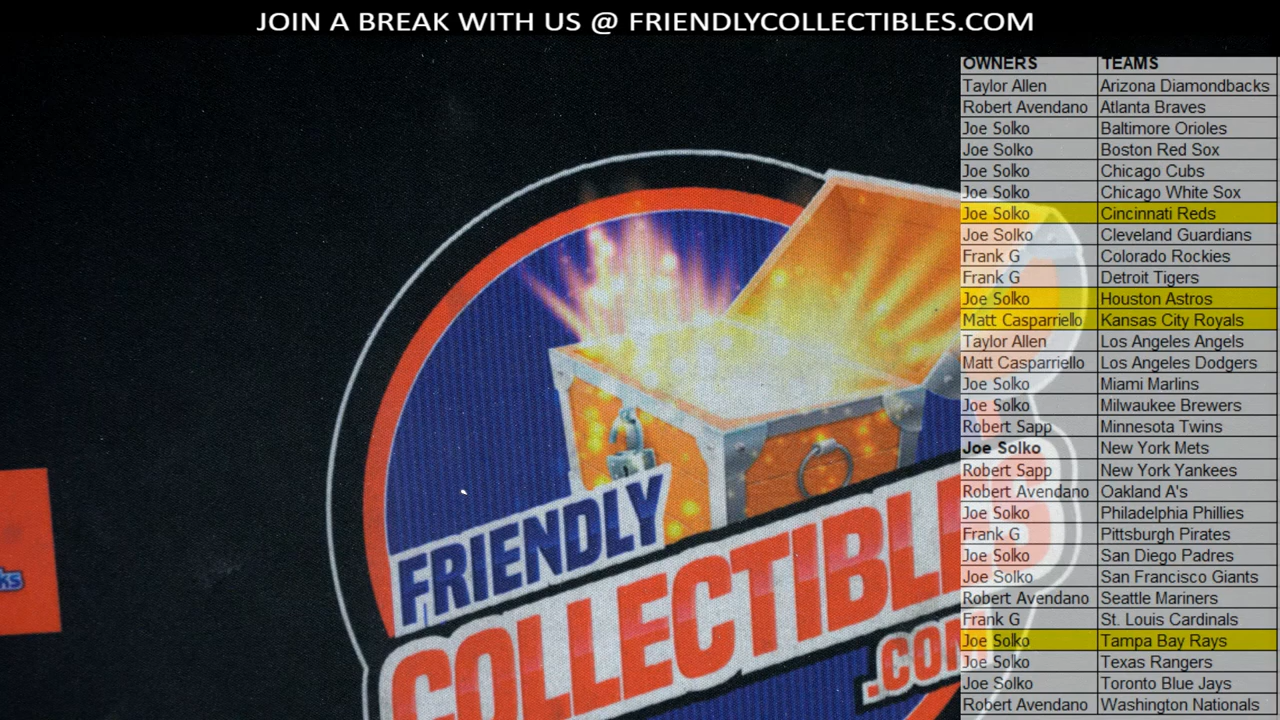 JOIN A BREAK WITH US @ FRIENDLYCOLLECTIBLES.COM
OWNERS TEAMS
Taylor Allen Arizona Diamondbacks
Robert Avendano Atlanta Braves
Joe Solko Baltimore Orioles
Joe Solko Boston Red Sox
Joe Solko Chicago Cubs
Joe Solko Chicago White Sox
Joe Solko Cincinnati Reds
Joe Solko Cleveland Guardians
Frank G Colorado Rockies
Frank G Detroit Tigers
Joe Solko Houston Astros
Matt Casparriello Kansas City Royals
Taylor Allen Los Angeles Angels
Matt Casparriello Los Angeles Dodgers
Joe Solko Miami Marlins
Joe Solko Milwaukee Brewers
Robert Sapp Minnesota Twins
Joe Solko New York Mets
Robert Sapp New York Yankees
Robert Avendano Oakland A's
Joe Solko Philadelphia Phillies
Frank G Pittsburgh Pirates
Joe Solko San Diego Padres
Joe Solko San Francisco Giants
Robert Avendano Seattle Mariners
Frank G St. Louis Cardinals
Joe Solko Tampa Bay Rays
Joe Solko Texas Rangers
Joe Solko Toronto Blue Jays
Robert Avendano Washington Nationals
FRIENDLY
COLLECTIBLES
.COM
ks